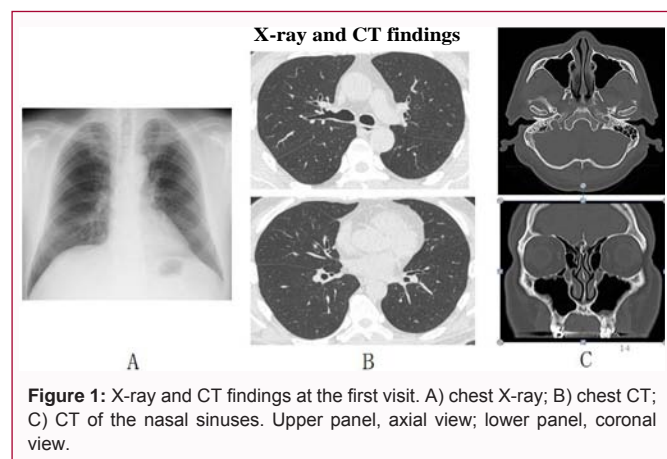 X-ray and CT findings
A
B
C
14
Figure 1: X-ray and CT findings at the first visit. A) chest X-ray; B) chest CT;
C) CT of the nasal sinuses. Upper panel, axial view; lower panel, coronal
view.